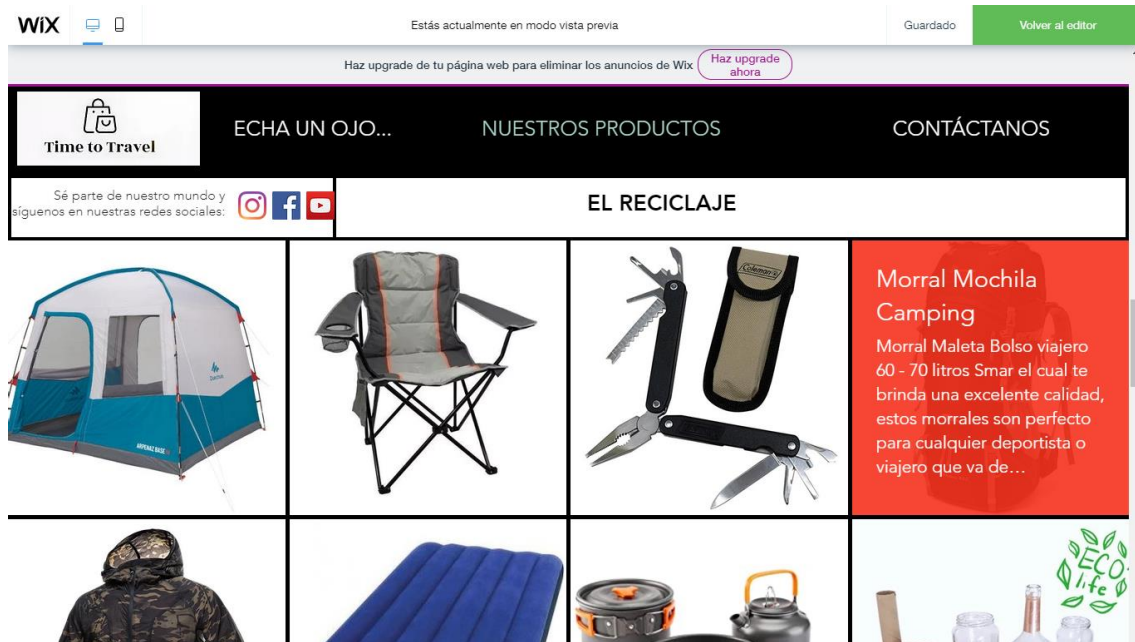 WiX
Estás actualmente en modo vista previa
Guardado
Volver al editor
Haz upgrade de tu página web para eliminar los anuncios de Wix
Haz upgrade
ahora
Time to Travel
ECHA UN OJO...
NUESTROS PRODUCTOS
CONTÁCTANOS
Sé parte de nuestro mundo y
síguenos en nuestras redes sociales:
EL RECICLAJE
Morral Mochila
Camping
Morral Maleta Bolso viajero
60 - 70 litros Smar el cual te
brinda una excelente calidad,
estos morrales son perfecto
para cualquier deportista o
viajero que va de...
Coleman
ARPENAZ BASE
ECO
life